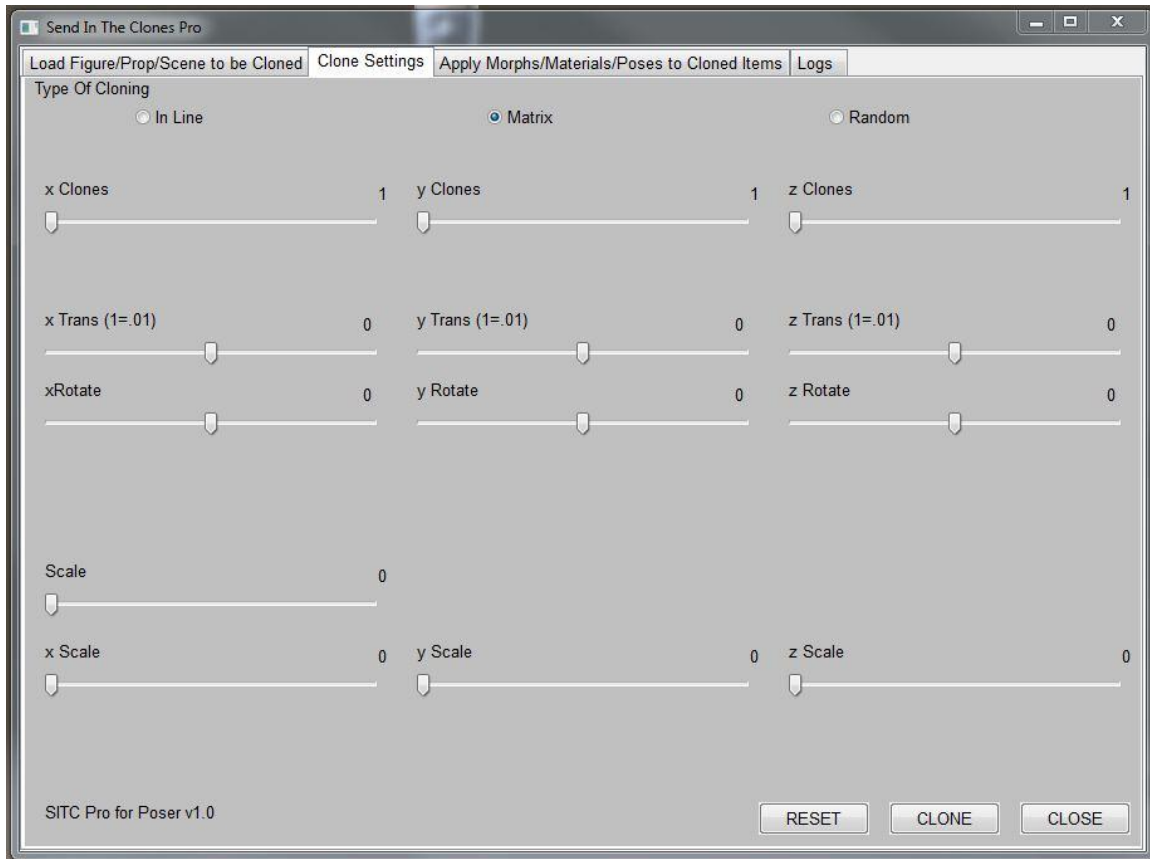 Send In The Clones Pro
Load Figure/Prop/Scene to be Cloned Clone Settings Apply Morphs/Materials/Poses to Cloned Items Logs
Type Of Cloning
In Line Matrix Random
x Clones 1 y Clones 1 z Clones 1
x Trans (1=.01) 0 y Trans (1=.01) 0 z Trans (1=.01) 0
xRotate 0 y Rotate 0 z Rotate 0
Scale 0
x Scale 0 y Scale 0 z Scale 0
SITC Pro for Poser v1.0 RESET CLONE CLOSE